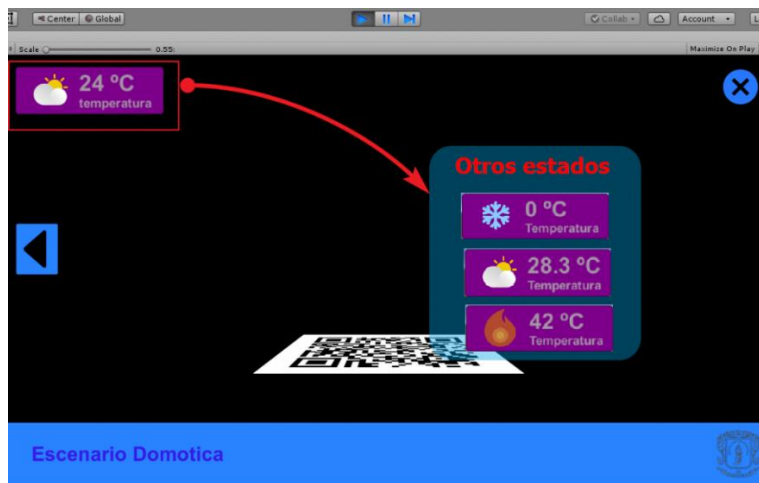 Center Global
Collab
Account
Scale
0.55
Maximize On Play
24 ºC
temperatura
Otros estados
0 ºC
Temperatura
28.3 ºC
Temperatura
42 ºC
Temperatura
Escenario Domotica